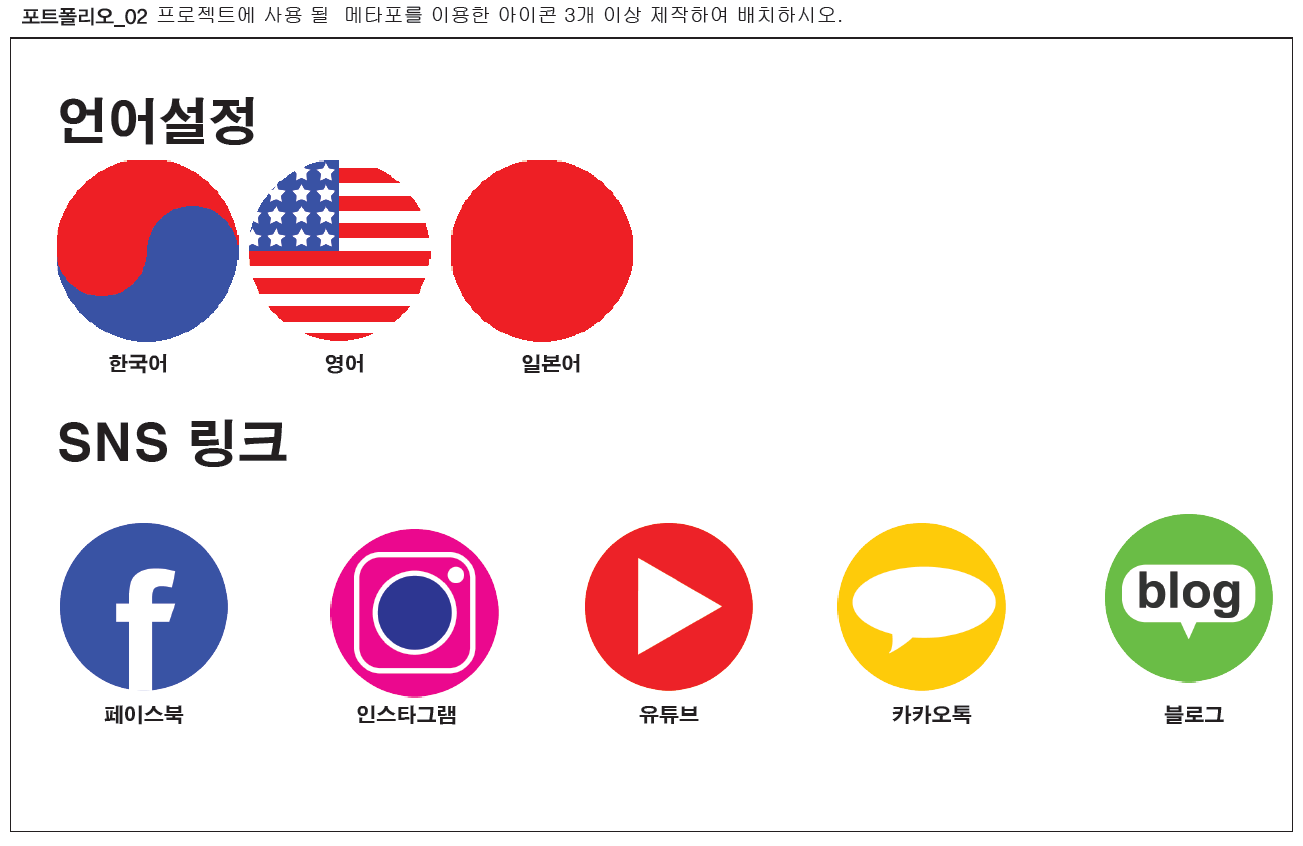 포트폴리오_02 프로젝트에 사용 될 메타포를 이용한 아이콘 3개 이상 제작하여 배치하시오.
언어설정
한국어 영어 일본어
SNS 링크
f
blog
페이스북 인스타그램 유튜브 카카오톡 블로그